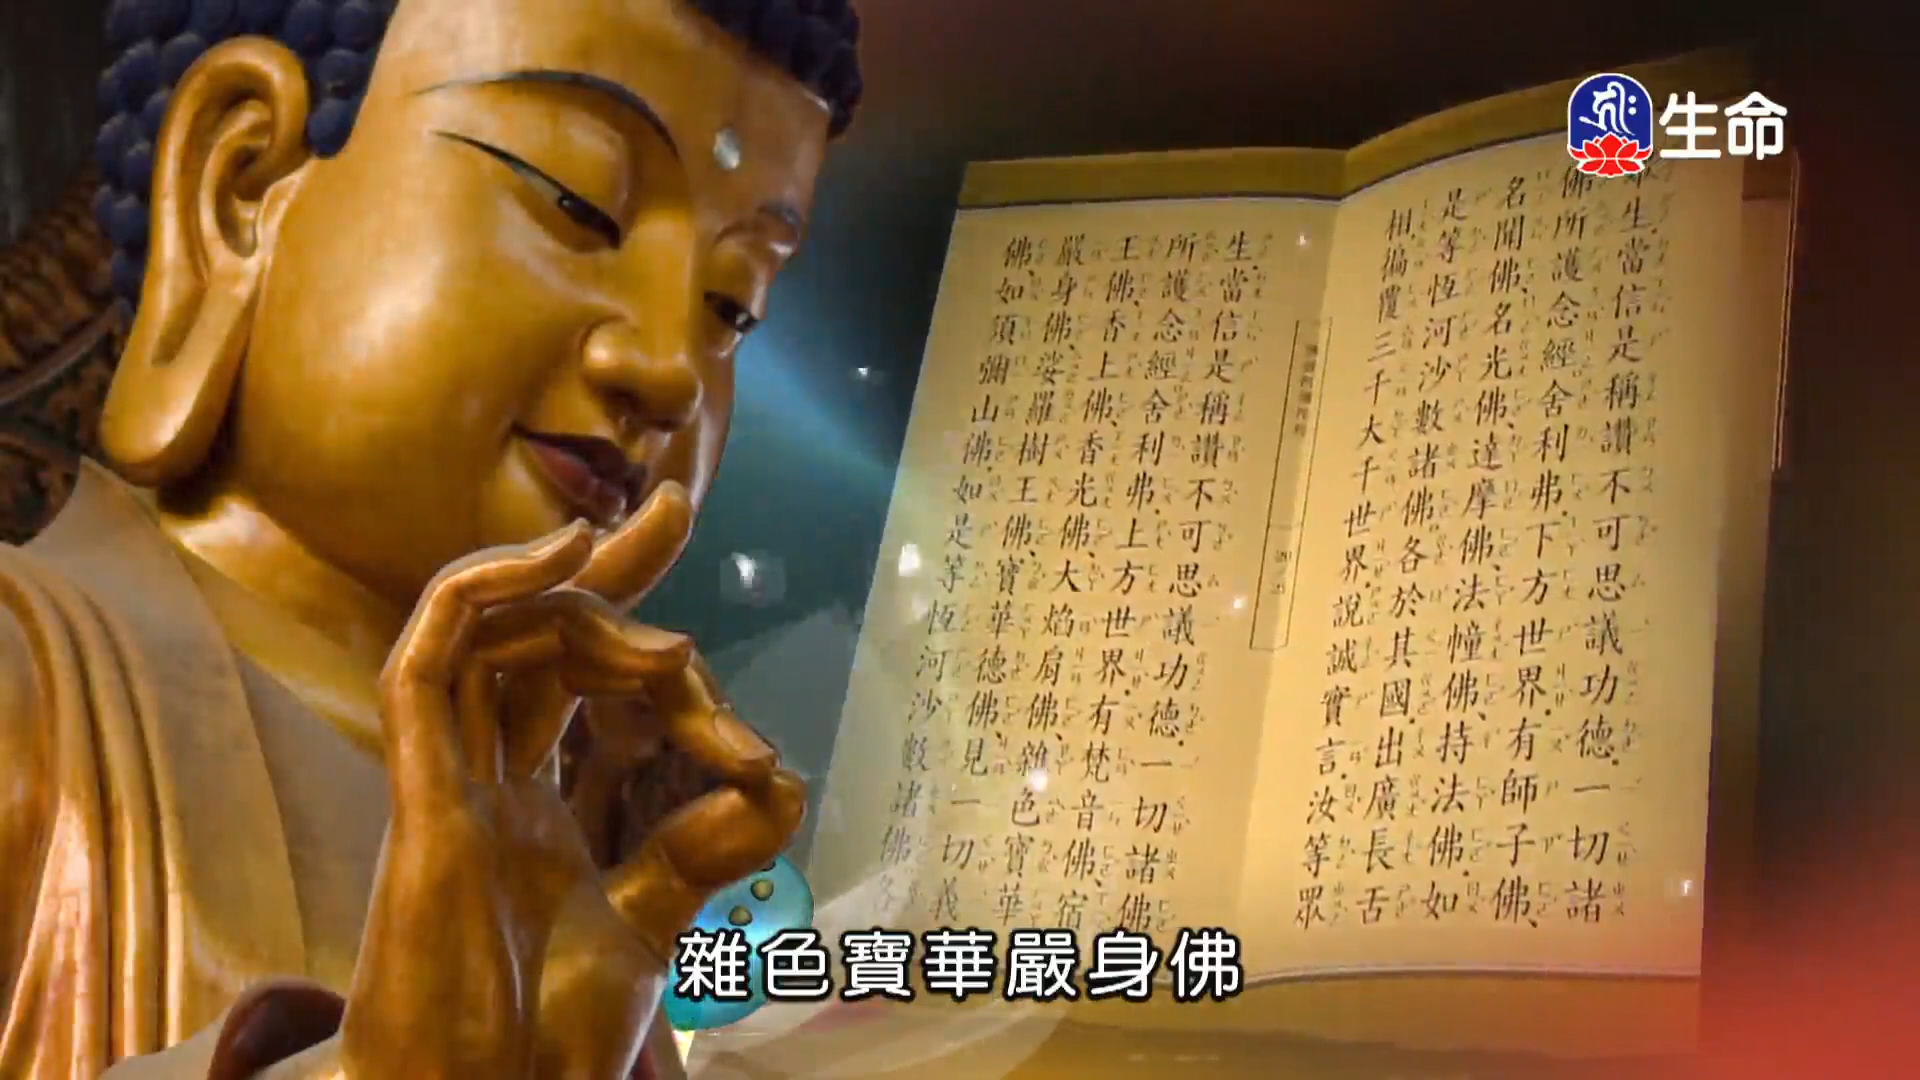 生命
生當信是稱讚不可思議功德。一切諸
佛所護念經舍利弗。下方世界。有師子佛、
名聞佛、名光佛、達摩佛、法幢佛、持法佛。如
是等恆河沙數諸佛各於其國。出廣長舌
相。徧覆三千大千世界。說誠實言。汝等眾
生。當信是稱讚不可思議功德。一切諸佛
所護念經舍利弗。上方世界。有梵音佛、宿
王佛、香上佛、香光佛、大焰肩佛、雜色寶華
嚴身佛、娑羅樹王佛、寶華德佛、見一切義
佛、如須彌山佛。如是等恆河沙數諸佛各
雜色寶華嚴身佛